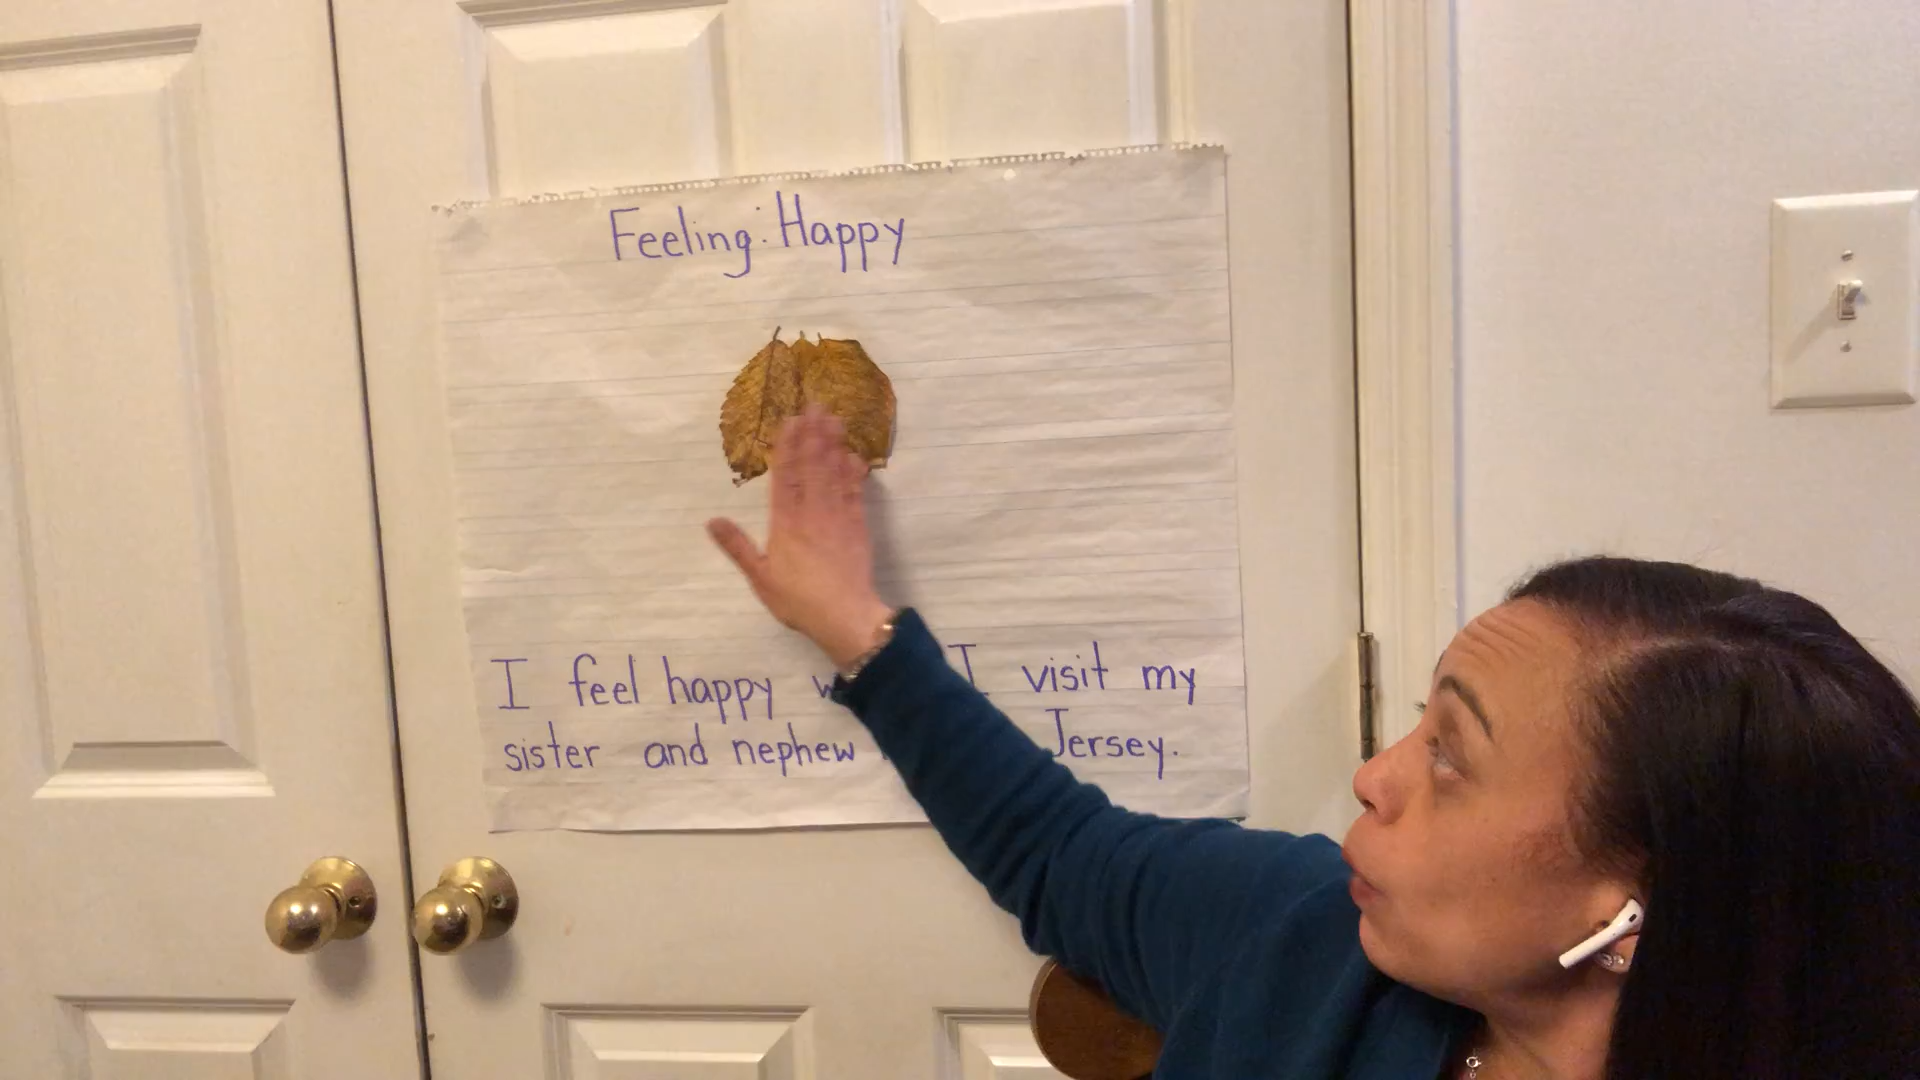 Feeling: Happy
I feel happy I visit my
sister and nephew Jersey.